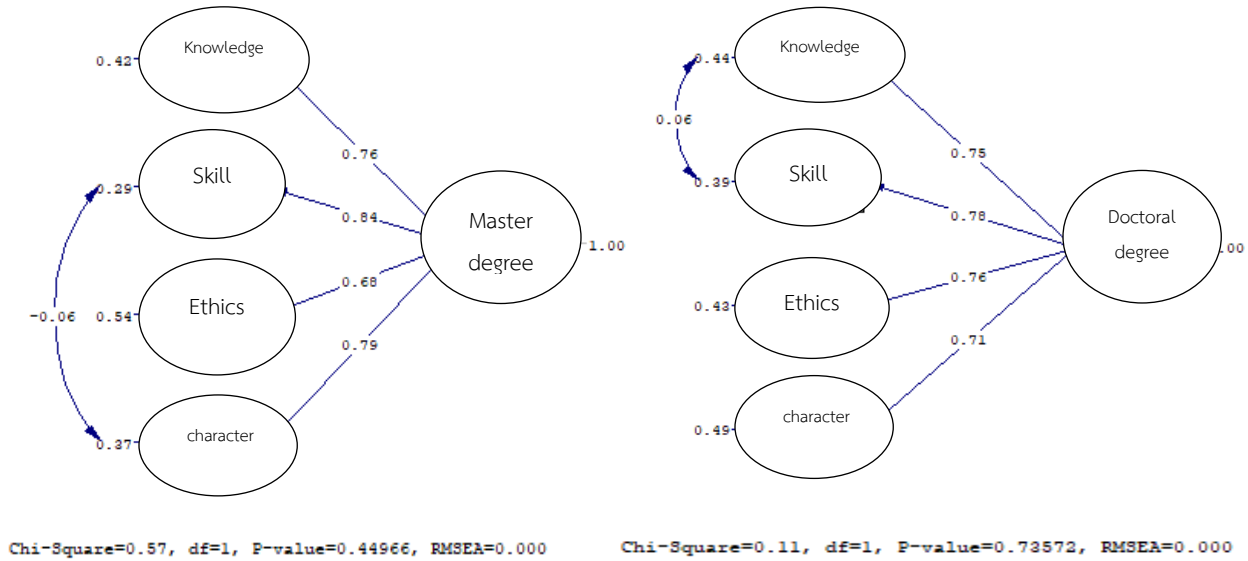 Knowledge
0.42
0.76
Skill
0.29
0.84
Master
degree
1.00
0.68
Ethics
-0.06
0.54
0.79
character
0.37
Chi-Square=0.57, df=1, P-value=0.44966, RMSEA=0.000
Knowledge
0.44
0.06
0.75
Skill
0.39
0.78
Doctoral
degree
.00
0.76
Ethics
0.43
0.71
character
0.49
Chi-Square=0.11, df=1, P-value=0.73572, RMSEA=0.000